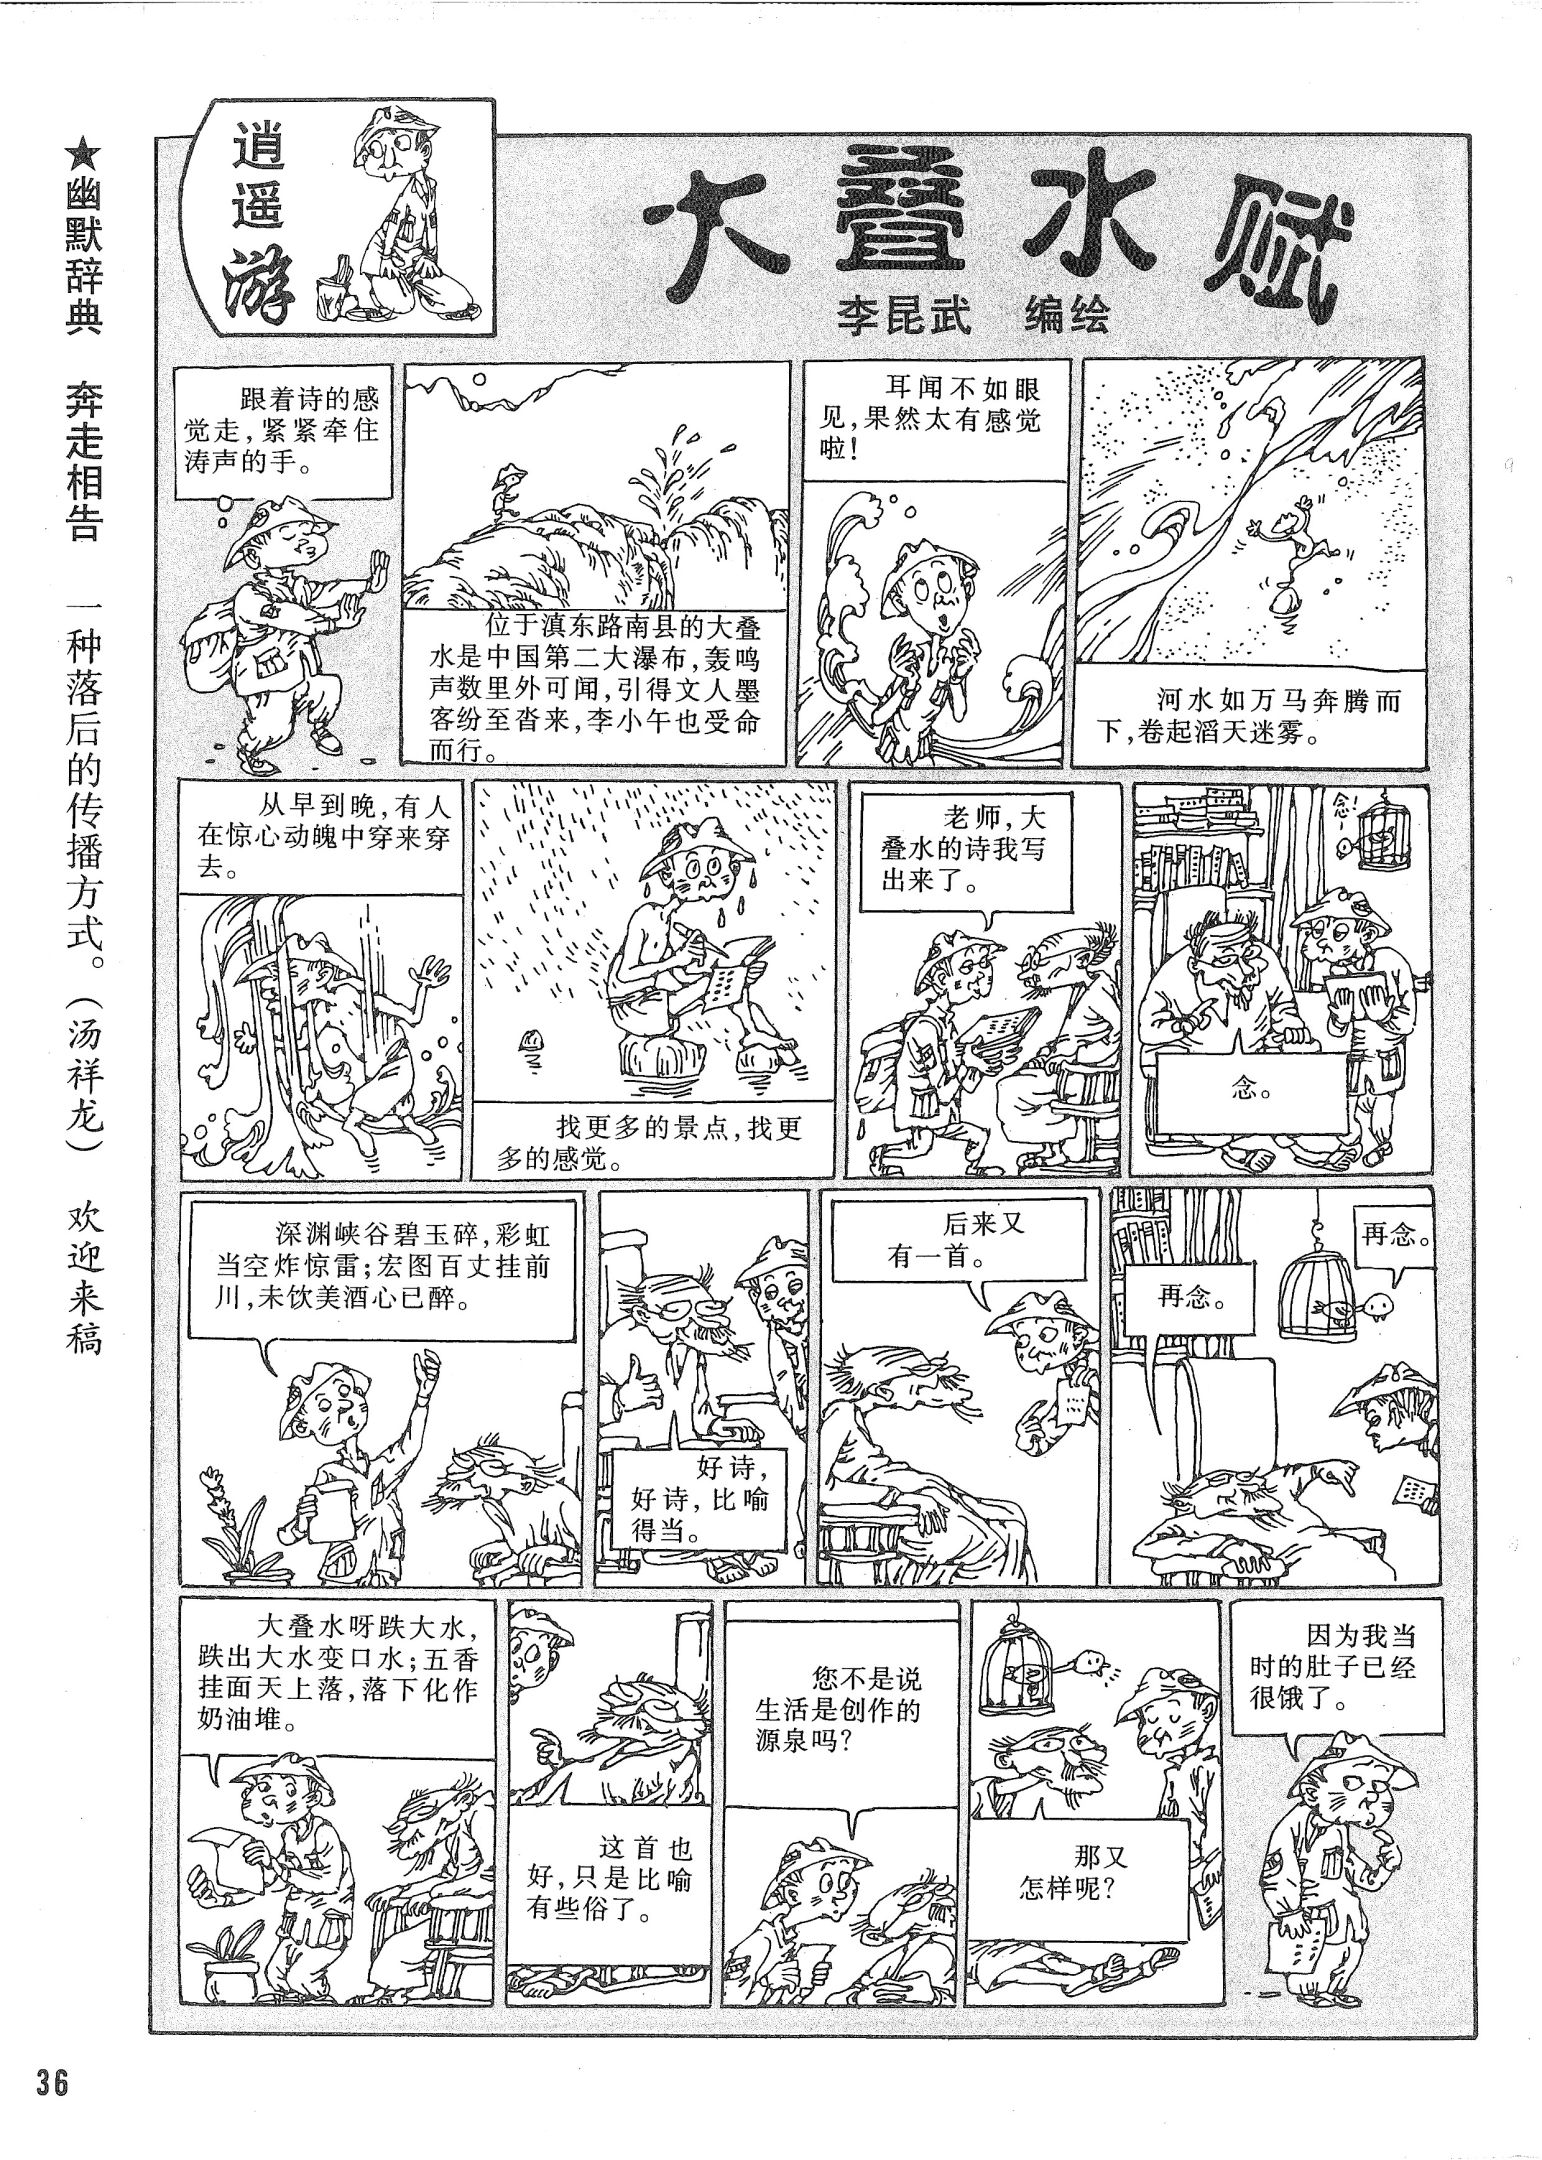 ★幽默辞典 奔走相告 一种落后的传播方式。(汤祥龙) 欢迎来稿
逍遥游
大叠水赋
李昆武 编绘
跟着诗的感
觉走,紧紧牵住
涛声的手。
位于滇东路南县的大叠
水是中国第二大瀑布,轰鸣
声数里外可闻,引得文人墨
客纷至沓来,李小午也受命
而行。
耳闻不如眼
见,果然太有感觉
啦!
河水如万马奔腾而
下,卷起滔天迷雾。
从早到晚,有人
在惊心动魄中穿来穿
去。
找更多的景点,找更
多的感觉。
老师,大
叠水的诗我写
出来了。
念!
念。
深渊峡谷碧玉碎,彩虹
当空炸惊雷;宏图百丈挂前
川,未饮美酒心已醉。
好诗,
好诗,比喻
得当。
后来又
有一首。
再念。
再念。
大叠水呀跌大水,
跌出大水变口水;五香
挂面天上落,落下化作
奶油堆。
这首也
好,只是比喻
有些俗了。
您不是说
生活是创作的
源泉吗?
那又
怎样呢?
因为我当
时的肚子已经
很饿了。
36